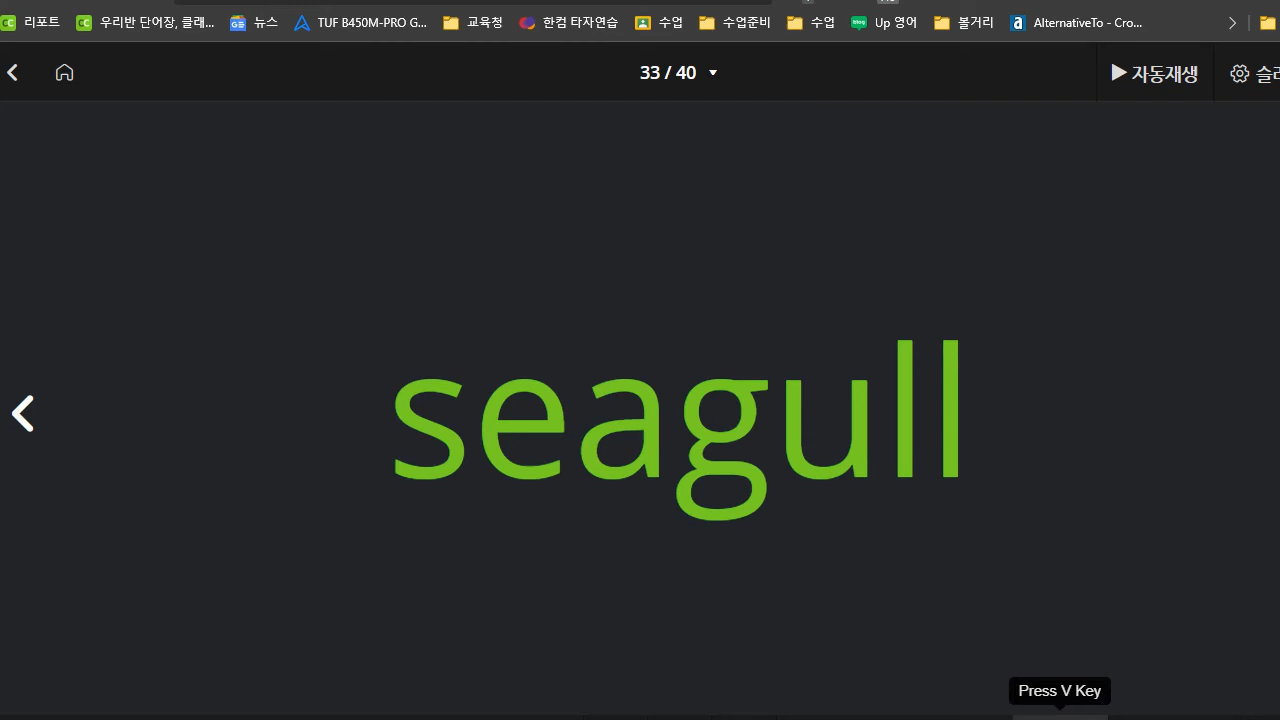 리포트 우리반 단어장, 클래... 뉴스 TUF B450M-PRO G... 교육청 한컴 타자연습 수업 수업준비 수업 Up 영어 볼거리 AlternativeTo - Cro...
33 / 40 자동재생
seagull
Press V Key